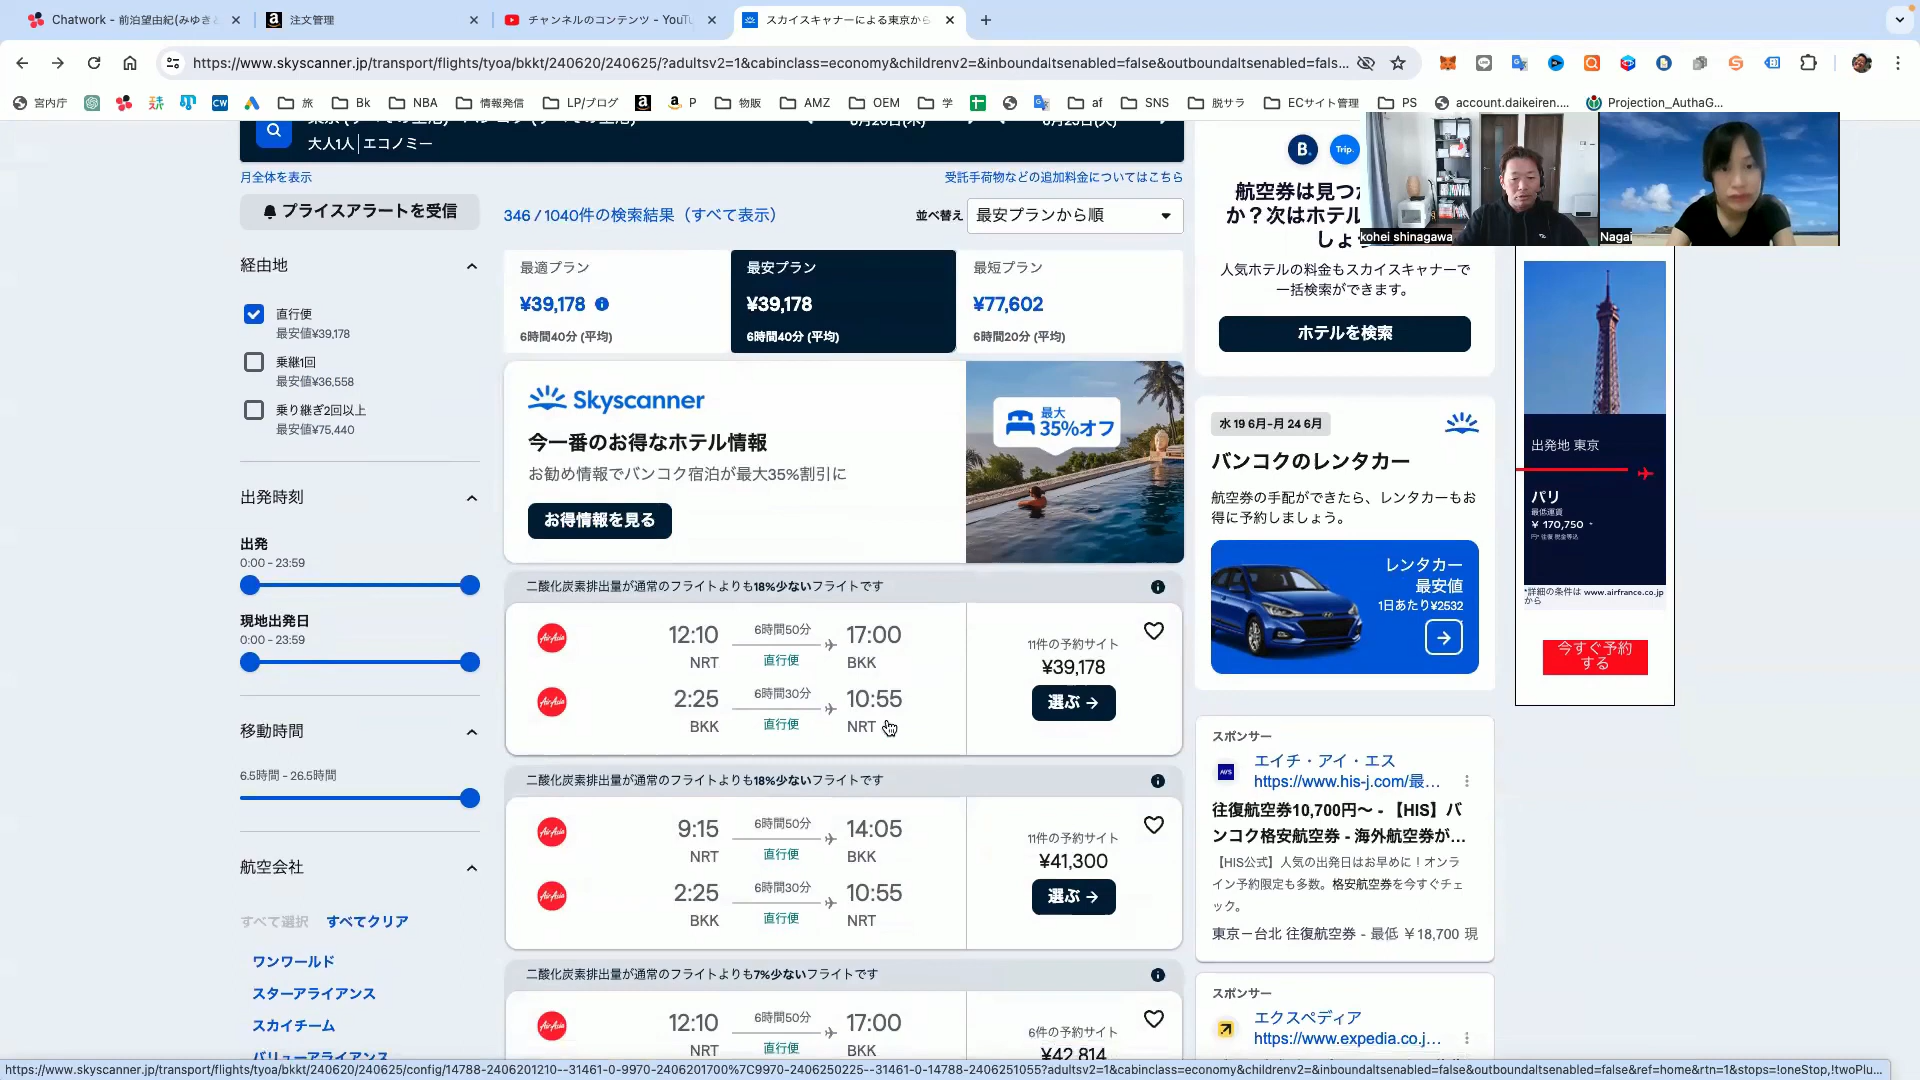 Chatwork - 前泊望由紀(みゆき
注文管理
チャンネルのコンテンツ - YouTu
スカイスキャナーによる東京から
https://www.skyscanner.jp/transport/flights/tyoa/bkkt/240620/240625/?adultsv2=1&cabinclass=economy&childrenv2=&inboundaltsenabled=false&outboundaltsenabled=fals...
宮内庁
CW
旅
Bk
NBA
情報発信
LP/ブログ
P
物販
AMZ
OEM
学
af
SNS
脱サラ
ECサイト管理
PS
account.daikeiren....
Projection_AuthaG...
大人1人 | エコノミー
月全体を表示
受託手荷物などの追加料金についてはこちら
プライスアラートを受信
346 / 1040件の検索結果（すべて表示）
並べ替え
最安プランから順
経由地
直行便
最安値¥39,178
乗継1回
最安値¥36,558
乗り継ぎ2回以上
最安値¥75,440
出発時刻
出発
0:00 - 23:59
現地出発日
0:00 - 23:59
移動時間
6.5時間 - 26.5時間
航空会社
すべて選択 すべてクリア
ワンワールド
スターアライアンス
スカイチーム
バリューアライアンス
最適プラン
¥39,178
6時間40分 (平均)
最安プラン
¥39,178
6時間40分 (平均)
最短プラン
¥77,602
6時間20分 (平均)
Skyscanner
今一番のお得なホテル情報
お勧め情報でバンコク宿泊が最大35%割引に
お得情報を見る
最大
35%オフ
二酸化炭素排出量が通常のフライトよりも18%少ないフライトです
AirAsia
12:10
NRT
6時間50分
直行便
17:00
BKK
AirAsia
2:25
BKK
6時間30分
直行便
10:55
NRT
11件の予約サイト
¥39,178
選ぶ →
二酸化炭素排出量が通常のフライトよりも18%少ないフライトです
AirAsia
9:15
NRT
6時間50分
直行便
14:05
BKK
AirAsia
2:25
BKK
6時間30分
直行便
10:55
NRT
11件の予約サイト
¥41,300
選ぶ →
二酸化炭素排出量が通常のフライトよりも7%少ないフライトです
AirAsia
12:10
NRT
6時間50分
直行便
17:00
BKK
6件の予約サイト
¥42,814
B.
Trip.
航空券は見つか
か？次はホテル
しょ
人気ホテルの料金もスカイスキャナーで
一括検索ができます。
ホテルを検索
kohei shinagawa
Nagai
水 19 6月-月 24 6月
バンコクのレンタカー
航空券の手配ができたら、レンタカーもお
得に予約しましょう。
レンタカー
最安値
1日あたり¥2532
スポンサー
エイチ・アイ・エス
https://www.his-j.com/最...
往復航空券10,700円〜 - 【HIS】バ
ンコク格安航空券 - 海外航空券が...
【HIS公式】人気の出発日はお早めに！オンラ
イン予約限定も多数。格安航空券を今すぐチェ
ック。
東京ー台北 往復航空券 - 最低 ￥18,700 現
スポンサー
エクスペディア
https://www.expedia.co.j...
出発地 東京
パリ
最低運賃
¥ 170,750 *
*詳細の条件は www.airfrance.co.jp
から
今すぐ予約
する
https://www.skyscanner.jp/transport/flights/tyoa/bkkt/240620/240625/config/14788-2406201210--31461-0-9970-2406201700%7C9970-2406250225--31461-0-14788-2406251055?adultsv2=1&cabinclass=economy&childrenv2=&inboundaltsenabled=false&outboundaltsenabled=false&ref=home&rtn=1&stops=!oneStop,!twoPlu...